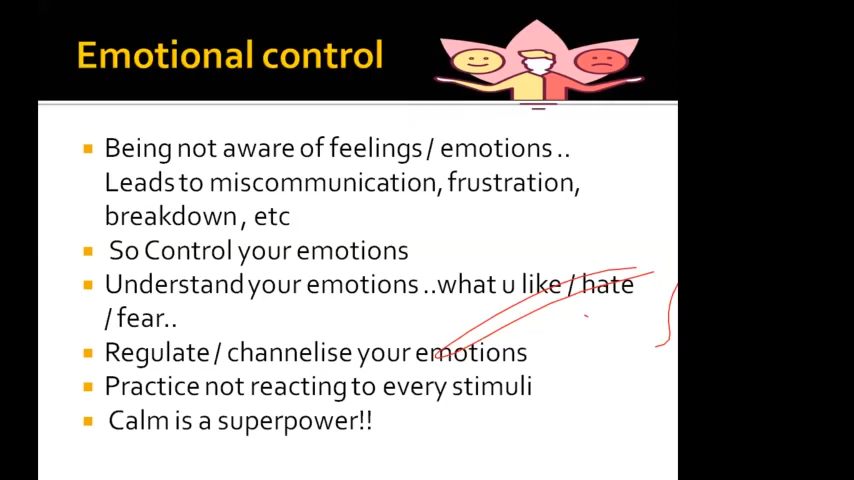 Emotional control
Being not aware of feelings / emotions ..
Leads to miscommunication, frustration,
breakdown , etc
So Control your emotions
Understand your emotions ..what u like / hate
/ fear..
Regulate / channelise your emotions
Practice not reacting to every stimuli
Calm is a superpower!!